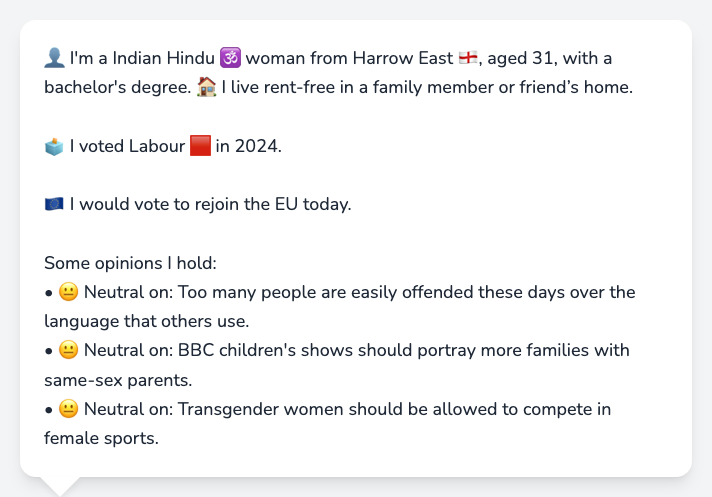 👤 I'm a Indian Hindu 🕉️ woman from Harrow East 🏴󠁧󠁢󠁥󠁮󠁧󠁿, aged 31, with a
bachelor's degree. 🏠 I live rent-free in a family member or friend’s home.
🗳️ I voted Labour 🟥 in 2024.
🇪🇺 I would vote to rejoin the EU today.
Some opinions I hold:
• 😐 Neutral on: Too many people are easily offended these days over the
language that others use.
• 😐 Neutral on: BBC children's shows should portray more families with
same-sex parents.
• 😐 Neutral on: Transgender women should be allowed to compete in
female sports.